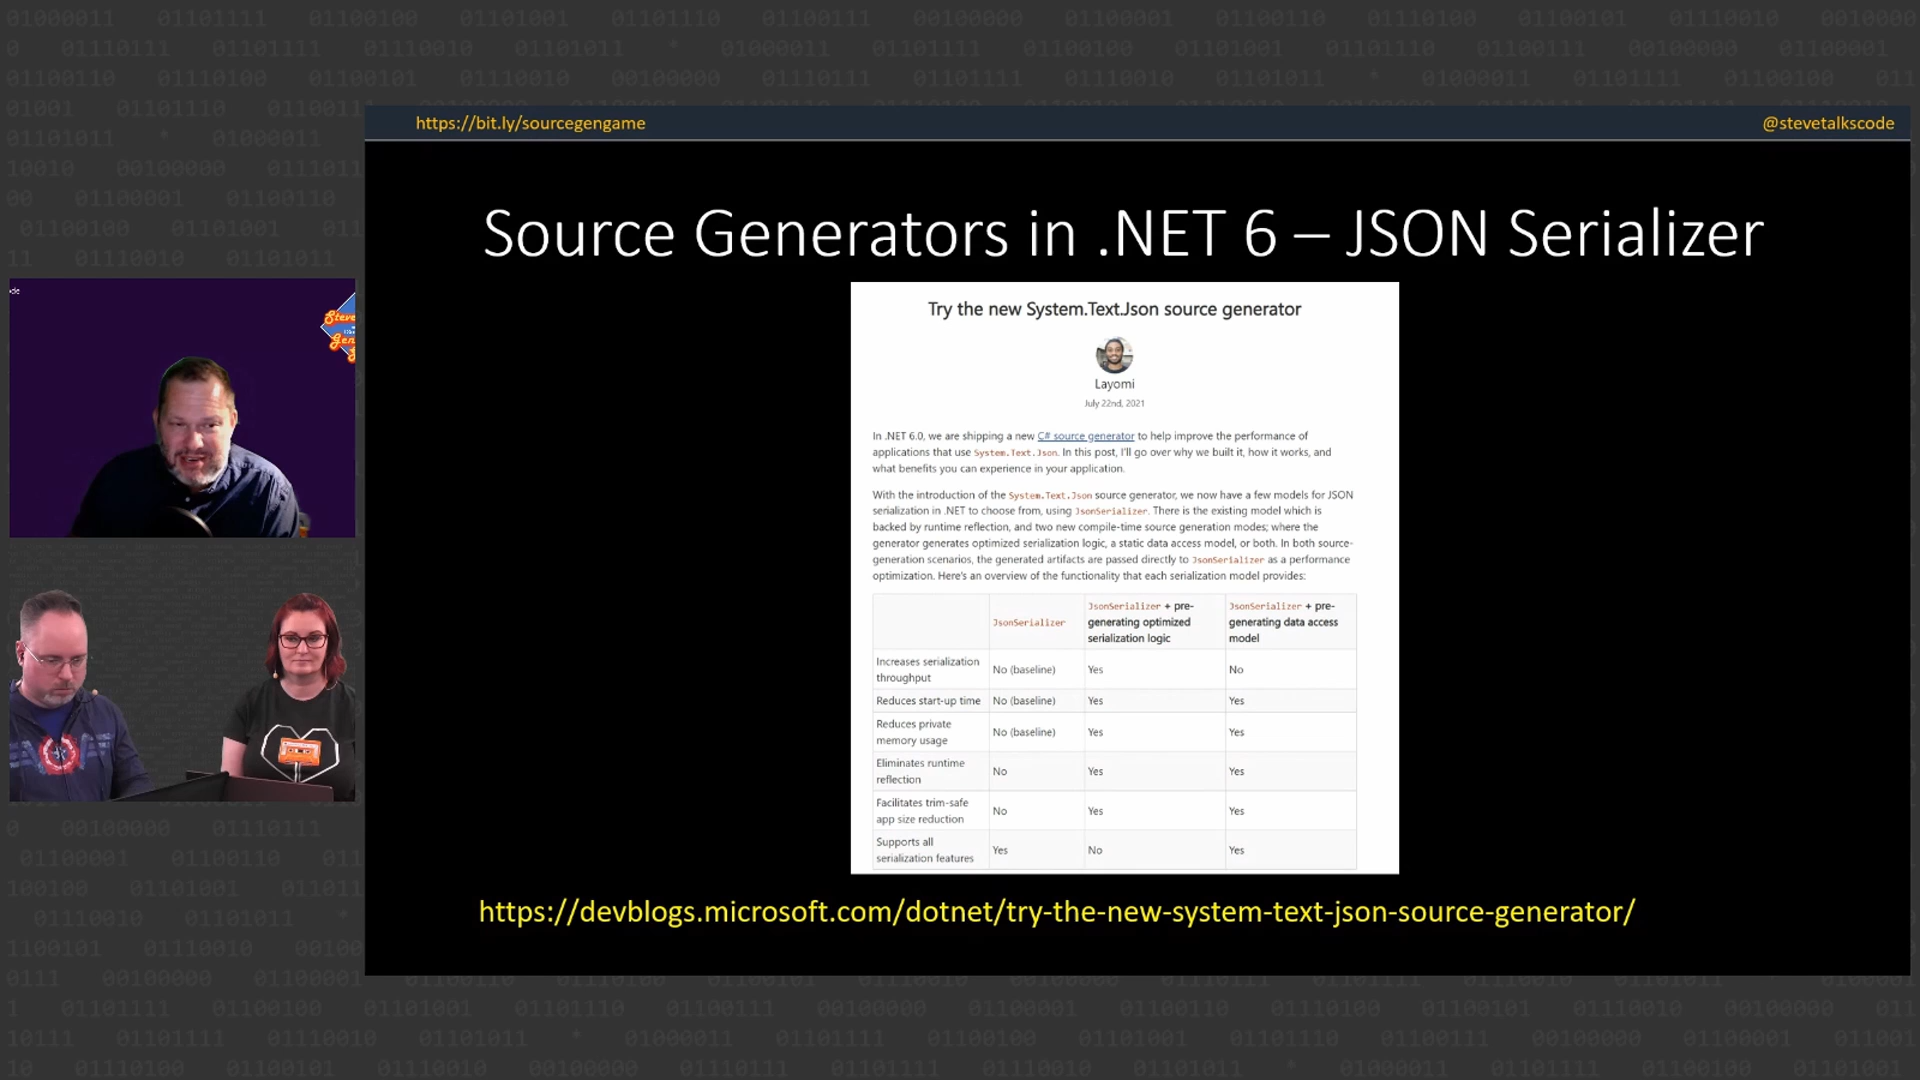 https://bit.ly/sourcegengame
@stevetalkscode
Source Generators in .NET 6 – JSON Serializer
Try the new System.Text.Json source generator
Layomi
July 22nd, 2021
In .NET 6.0, we are shipping a new C# source generator to help improve the performance of
applications that use System.Text.Json. In this post, I'll go over why we built it, how it works, and
what benefits you can experience in your application.
With the introduction of the System.Text.Json source generator, we now have a few models for JSON
serialization in .NET to choose from, using JsonSerializer. There is the existing model which is
backed by runtime reflection, and two new compile-time source generation modes; where the
generator generates optimized serialization logic, a static data access model, or both. In both source-
generation scenarios, the generated artifacts are passed directly to JsonSerializer as a performance
optimization. Here's an overview of the functionality that each serialization model provides:
JsonSerializer
JsonSerializer + pre-
generating optimized
serialization logic
JsonSerializer + pre-
generating data access
model
Increases serialization
throughput
No (baseline)
Yes
No
Reduces start-up time
No (baseline)
Yes
Yes
Reduces private
memory usage
No (baseline)
Yes
Yes
Eliminates runtime
reflection
No
Yes
Yes
Facilitates trim-safe
app size reduction
No
Yes
Yes
Supports all
serialization features
Yes
No
Yes
https://devblogs.microsoft.com/dotnet/try-the-new-system-text-json-source-generator/
Steve
Gen